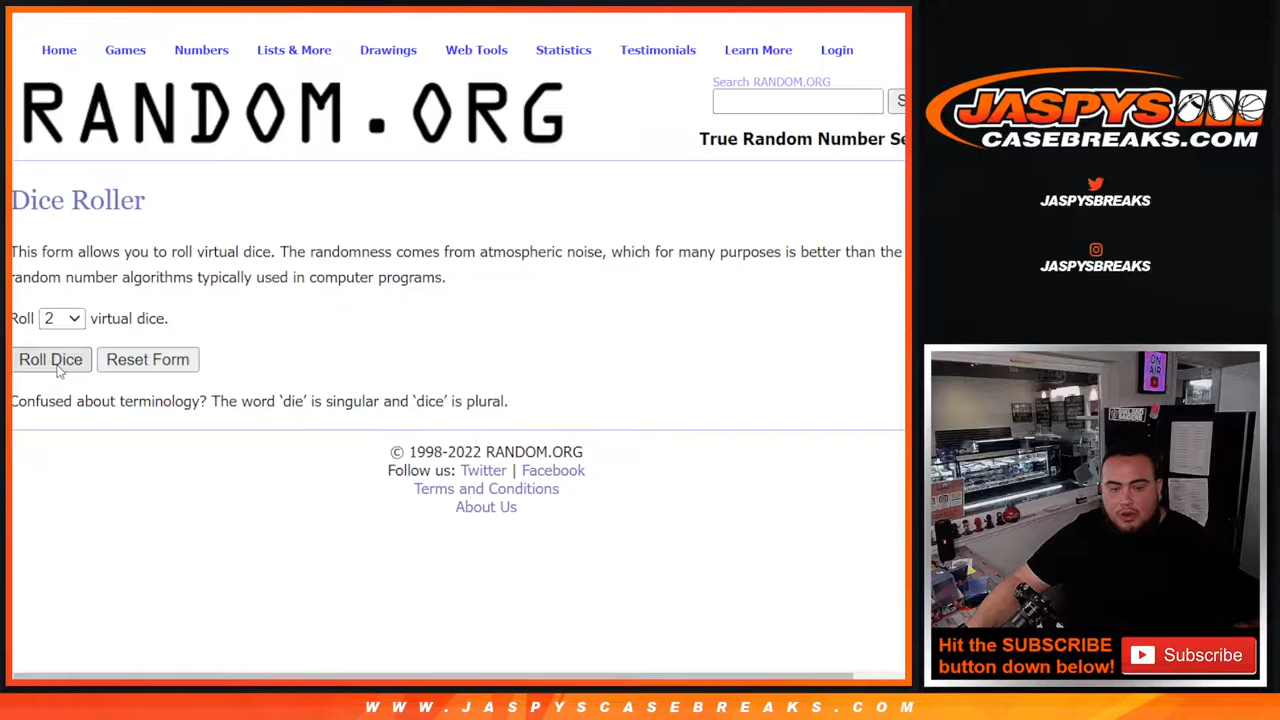 Home Games Numbers Lists & More Drawings Web Tools Statistics Testimonials Learn More Login
Search RANDOM.ORG
RANDOM.ORG
True Random Number Se
Dice Roller
This form allows you to roll virtual dice. The randomness comes from atmospheric noise, which for many purposes is better than the
random number algorithms typically used in computer programs.
Roll 2 virtual dice.
Roll Dice Reset Form
Confused about terminology? The word ‘die’ is singular and ‘dice’ is plural.
© 1998-2022 RANDOM.ORG
Follow us: Twitter | Facebook
Terms and Conditions
About Us
JASPYS
CASEBREAKS.COM
JASPYSBREAKS
JASPYSBREAKS
ON
AIR
Hit the SUBSCRIBE
button down below!
Subscribe
WWW.JASPYSCASEBREAKS.COM